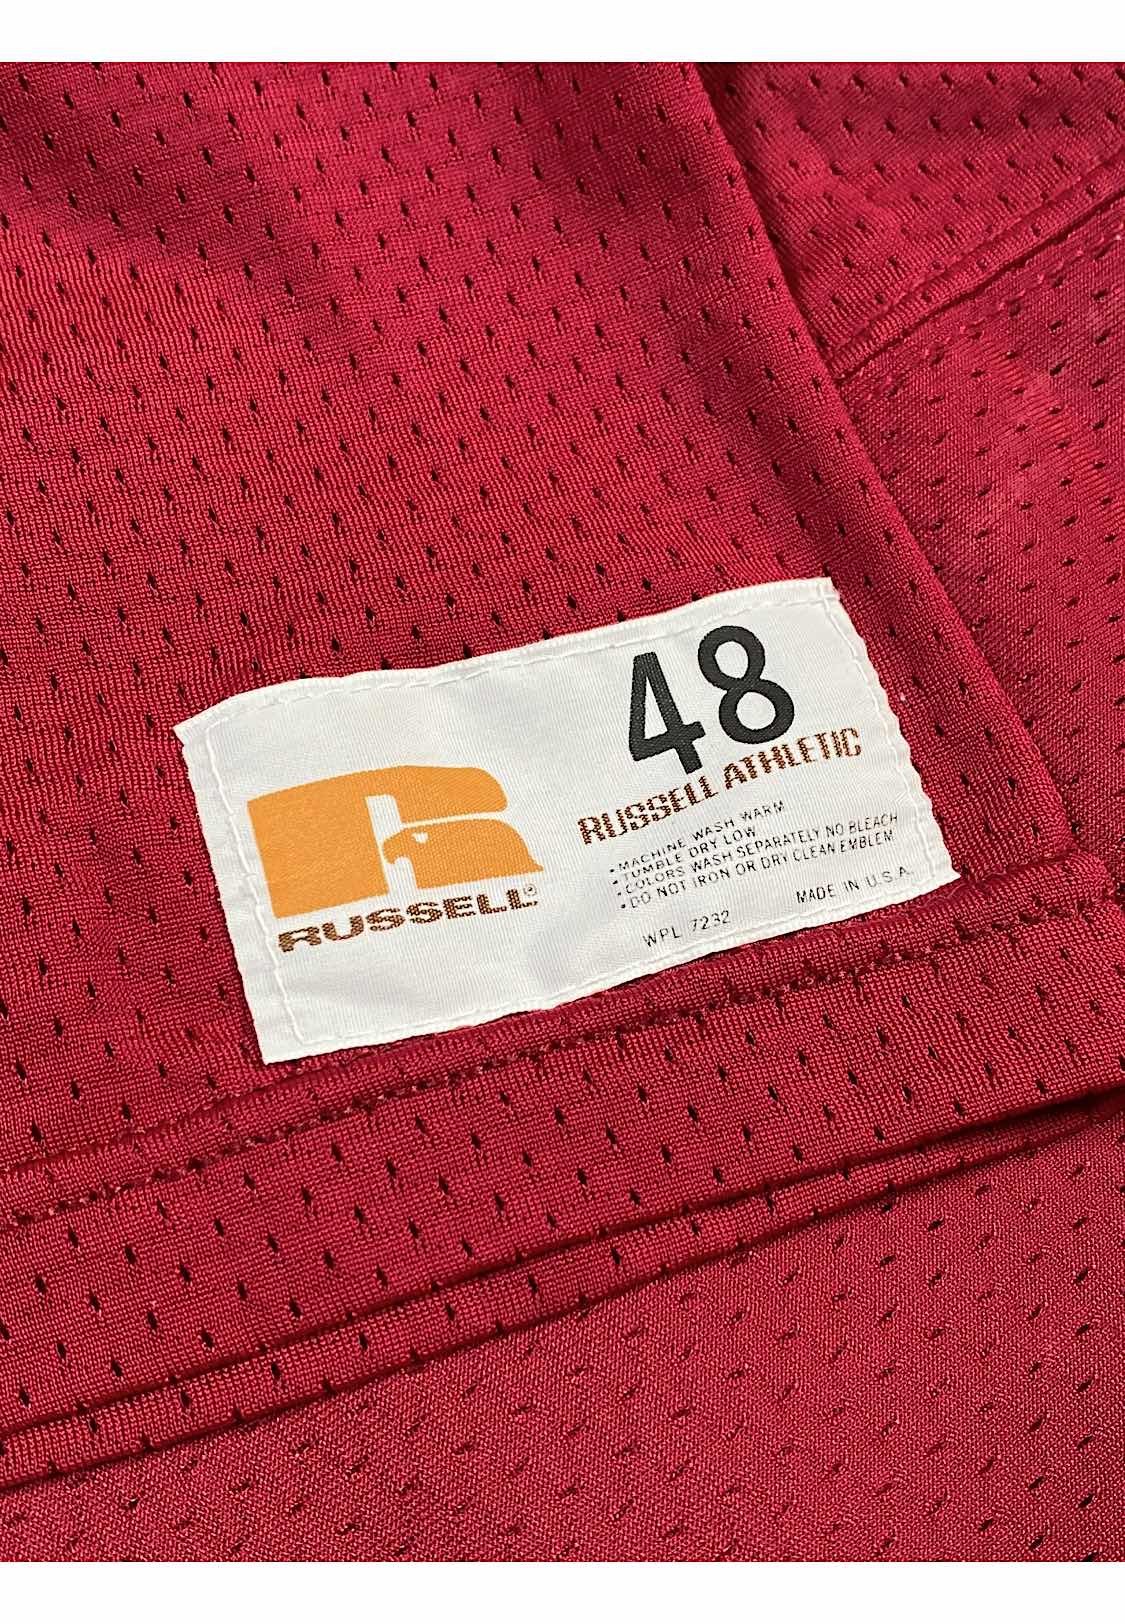 48
RUSSELL ATHLETIC
RUSSELL®
• MACHINE WASH WARM
• TUMBLE DRY LOW
• COLORS WASH SEPARATELY NO BLEACH
• DO NOT IRON OR DRY CLEAN EMBLEM
WPL 7232 MADE IN U.S.A.